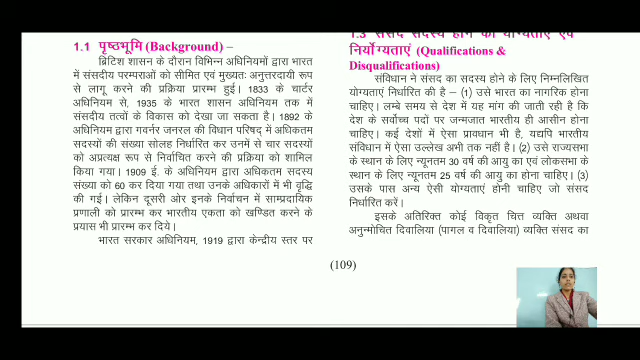 1.1 पृष्ठभूमि (Background) –
ब्रिटिश शासन के दौरान विभिन्न अधिनियमों द्वारा भारत
में संसदीय परम्पराओं को सीमित एवं मुख्यतः अनुत्तरदायी रूप
से लागू करने की प्रक्रिया प्रारम्भ हुई। 1833 के चार्टर
अधिनियम से, 1935 के भारत शासन अधिनियम तक में
संसदीय तत्वों के विकास को देखा जा सकता है। 1892 के
अधिनियम द्वारा गवर्नर जनरल की विधान परिषद् में अधिकतम
सदस्यों की संख्या सोलह निर्धारित कर उनमें से चार सदस्यों
को अप्रत्यक्ष रूप से निर्वाचित करने की प्रक्रिया को शामिल
किया गया। 1909 ई. के अधिनियम द्वारा अधिकतम सदस्य
संख्या को 60 कर दिया गया तथा उनके अधिकारों में भी वृद्धि
की गई। लेकिन दूसरी ओर इनके निर्वाचन में साम्प्रदायिक
प्रणाली को प्रारम्भ कर भारतीय एकता को खण्डित करने के
प्रयास भी प्रारम्भ कर दिये।
भारत सरकार अधिनियम, 1919 द्वारा केन्द्रीय स्तर पर
1.3 संसद सदस्य होने की योग्यताएं एवं
निर्योग्यताएं (Qualifications &
Disqualifications)
संविधान ने संसद का सदस्य होने के लिए निम्नलिखित
योग्यताएं निर्धारित की है – (1) उसे भारत का नागरिक होना
चाहिए। लम्बे समय से देश में यह मांग की जाती रही है कि
देश के सर्वोच्च पदों पर जन्मजात भारतीय ही आसीन होना
चाहिए। कई देशों में ऐसा प्रावधान भी है, यद्यपि भारतीय
संविधान में ऐसा उल्लेख अभी तक नहीं है। (2) उसे राज्यसभा
के स्थान के लिए न्यूनतम 30 वर्ष की आयु का एवं लोकसभा के
स्थान के लिए न्यूनतम 25 वर्ष की आयु का होना चाहिए। (3)
उसके पास अन्य ऐसी योग्यताएं होनी चाहिए जो संसद
निर्धारित करें।
इसके अतिरिक्त कोई विकृत चित्त व्यक्ति अथवा
अनुन्मोचित दिवालिया (पागल व दिवालिया) व्यक्ति संसद का
(109)